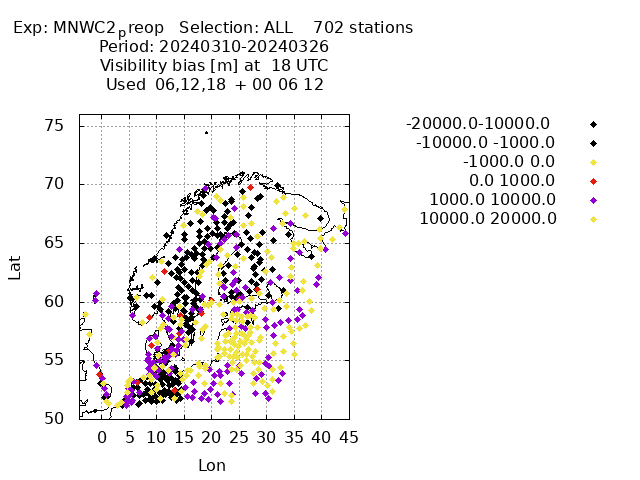 Exp: MNWC2preop   Selection: ALL    702 stations
Period: 20240310-20240326
Visibility bias [m] at  18 UTC
Used  06,12,18  + 00 06 12
-20000.0-10000.0
-10000.0 -1000.0
-1000.0 0.0
0.0 1000.0
1000.0 10000.0
10000.0 20000.0
75
70
65
60
55
50
Lat
0 5 10 15 20 25 30 35 40 45
Lon